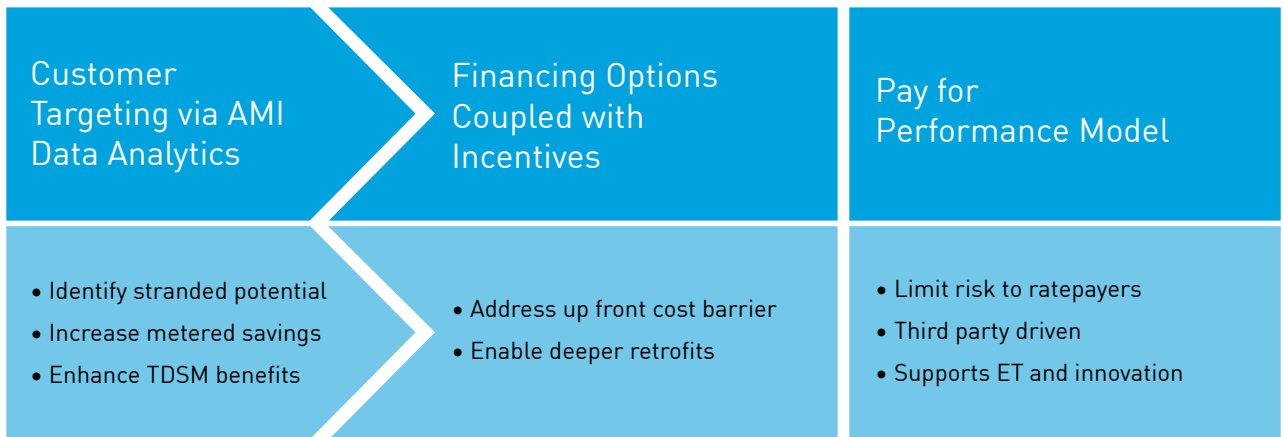 Customer
Targeting via AMI
Data Analytics
Financing Options
Coupled with
Incentives
Pay for
Performance Model
• Identify stranded potential
• Increase metered savings
• Enhance TDSM benefits
• Address up front cost barrier
• Enable deeper retrofits
• Limit risk to ratepayers
• Third party driven
• Supports ET and innovation